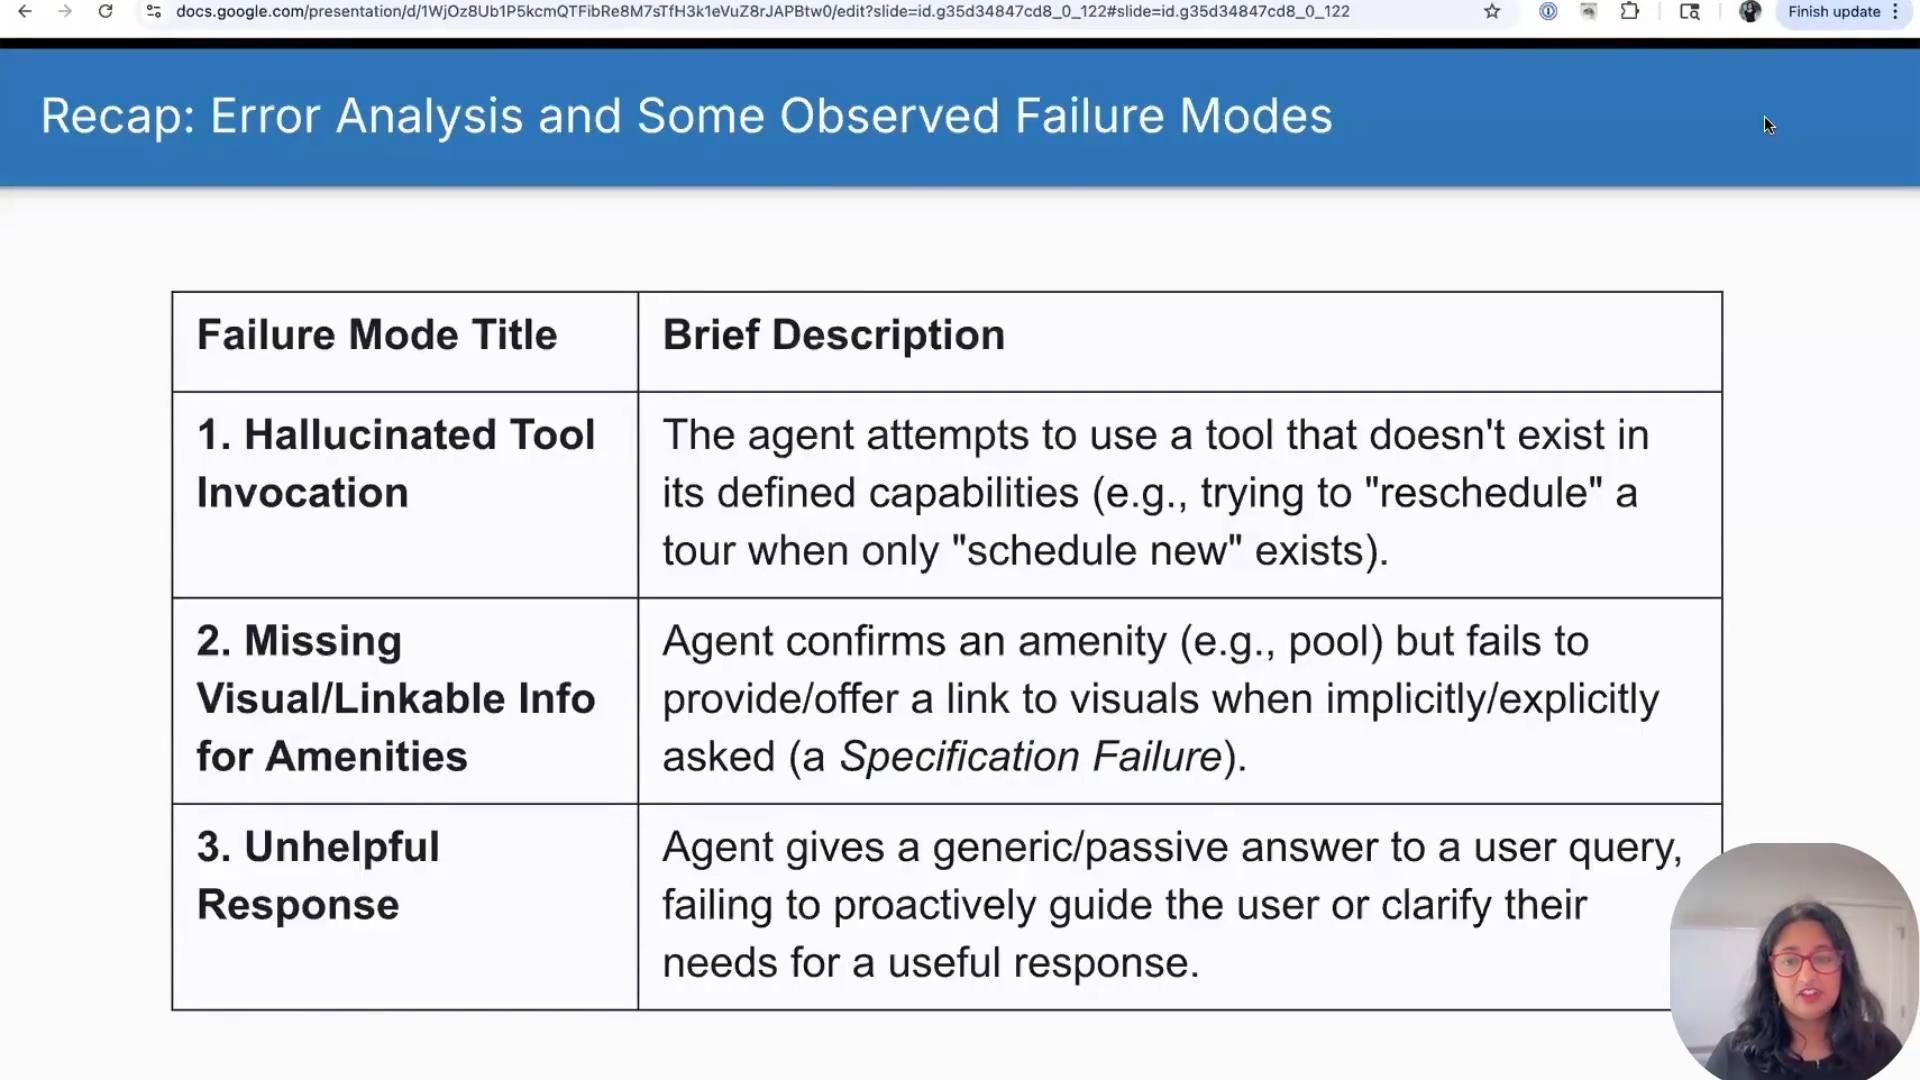 docs.google.com/presentation/d/1WjOz8Ub1P5kcmQTFibRe8M7sTfH3k1eVuZ8rJAPBtw0/edit?slide=id.g35d34847cd8_0_122#slide=id.g35d34847cd8_0_122
Finish update
Recap: Error Analysis and Some Observed Failure Modes
Failure Mode Title
Brief Description
1. Hallucinated Tool
Invocation
The agent attempts to use a tool that doesn't exist in
its defined capabilities (e.g., trying to "reschedule" a
tour when only "schedule new" exists).
2. Missing
Visual/Linkable Info
for Amenities
Agent confirms an amenity (e.g., pool) but fails to
provide/offer a link to visuals when implicitly/explicitly
asked (a Specification Failure).
3. Unhelpful
Response
Agent gives a generic/passive answer to a user query,
failing to proactively guide the user or clarify their
needs for a useful response.